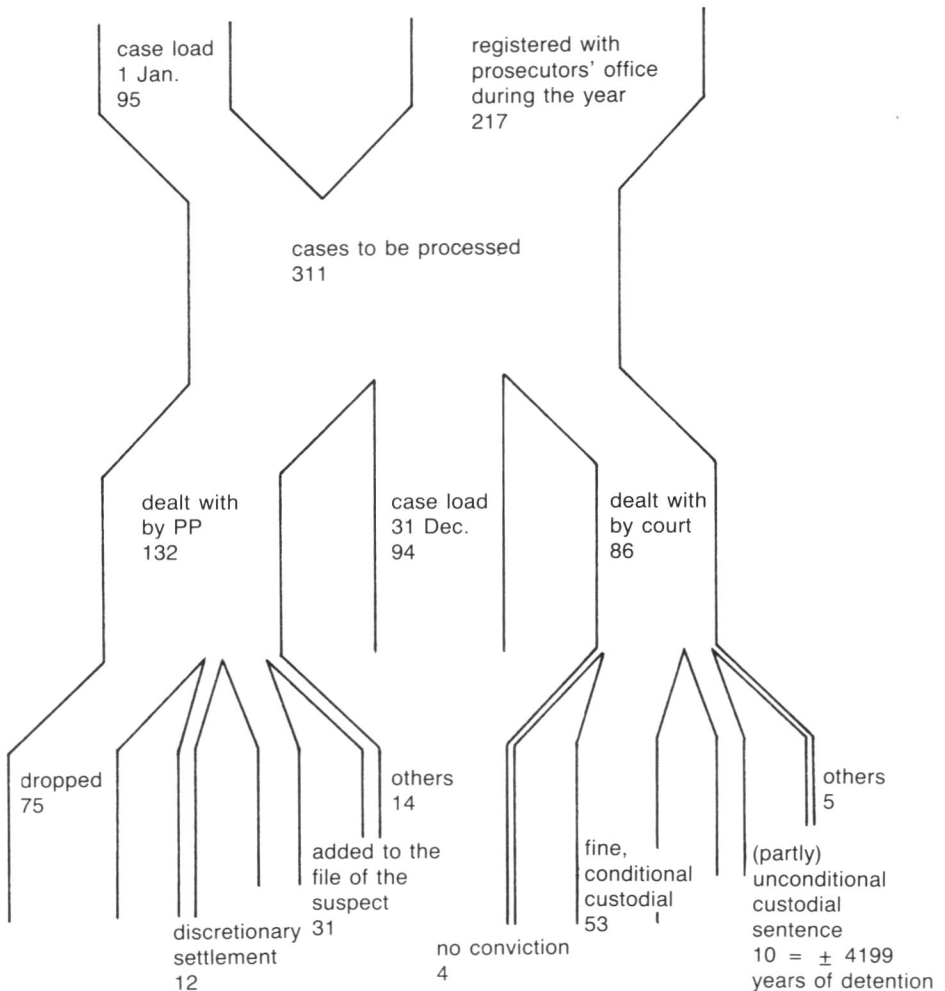 case load
1 Jan.
95
registered with
prosecutors' office
during the year
217
cases to be processed
311
dealt with
by PP
132
case load
31 Dec.
94
dealt with
by court
86
dropped
75
discretionary
settlement
12
added to the
file of the
suspect
31
others
14
no conviction
4
fine,
conditional
custodial
53
(partly)
unconditional
custodial
sentence
10 = ± 4199
years of detention
others
5